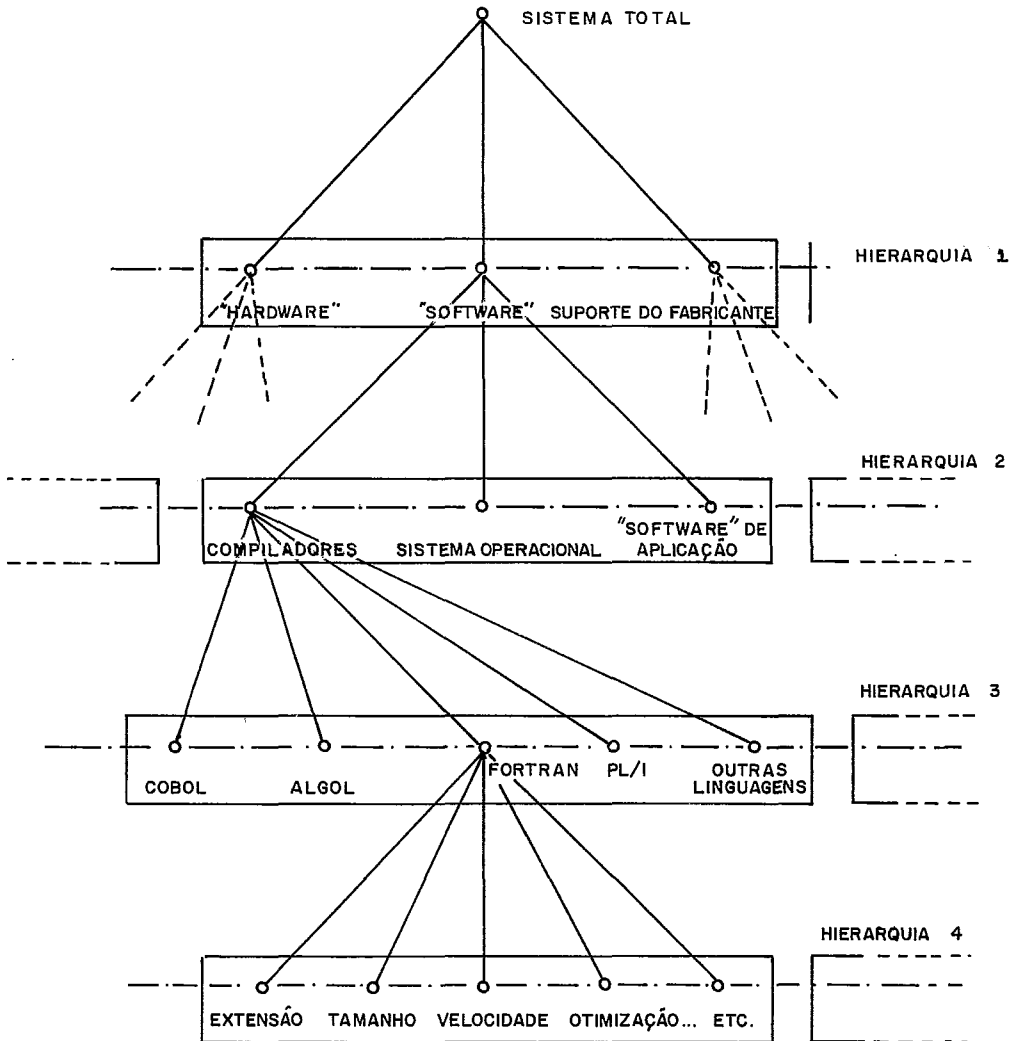 SISTEMA TOTAL
HIERARQUIA 1
"HARDWARE" "SOFTWARE" SUPORTE DO FABRICANTE
HIERARQUIA 2
COMPILADORES SISTEMA OPERACIONAL "SOFTWARE" DE
APLICAÇÃO
HIERARQUIA 3
COBOL ALGOL FORTRAN PL/I OUTRAS
LINGUAGENS
HIERARQUIA 4
EXTENSÃO TAMANHO VELOCIDADE OTIMIZAÇÃO... ETC.